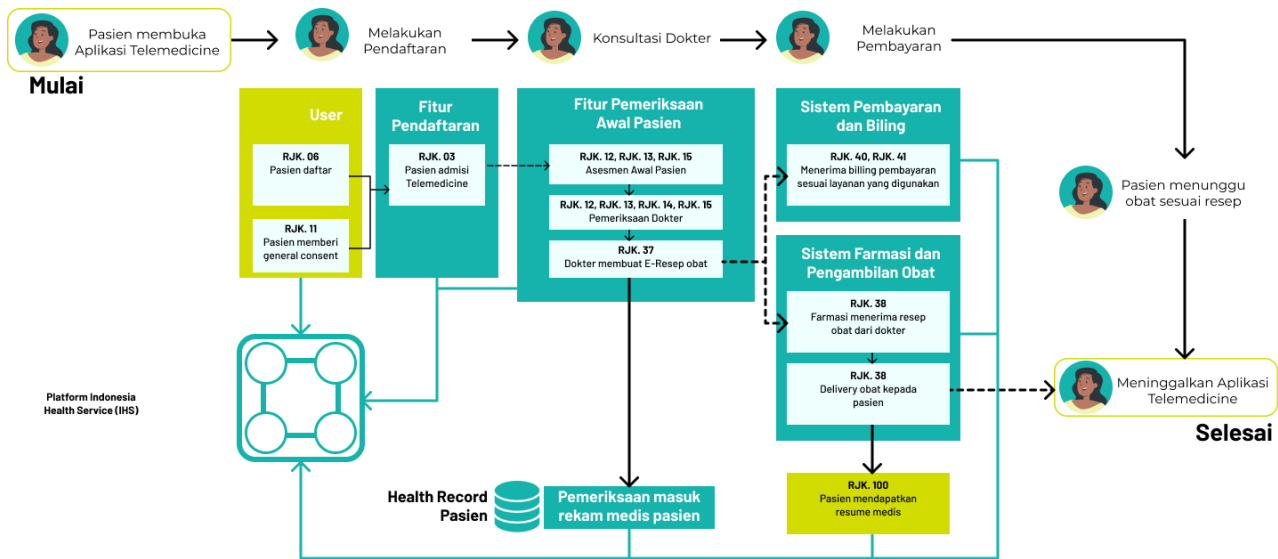 Pasien membuka
Aplikasi Telemedicine
Mulai
Melakukan
Pendaftaran
Konsultasi Dokter
Melakukan
Pembayaran
User
RJK. 06
Pasien daftar
RJK. 11
Pasien memberi
general consent
Fitur
Pendaftaran
RJK. 03
Pasien admisi
Telemedicine
Fitur Pemeriksaan
Awal Pasien
RJK. 12, RJK. 13, RJK. 15
Asesmen Awal Pasien
RJK. 12, RJK. 13, RJK. 14, RJK. 15
Pemeriksaan Dokter
RJK. 37
Dokter membuat E-Resep obat
Sistem Pembayaran
dan Biling
RJK. 40, RJK. 41
Menerima billing pembayaran
sesuai layanan yang digunakan
Sistem Farmasi dan
Pengambilan Obat
RJK. 38
Farmasi menerima resep
obat dari dokter
RJK. 38
Delivery obat kepada
pasien
Pasien menunggu
obat sesuai resep
Meninggalkan Aplikasi
Telemedicine
Selesai
Platform Indonesia
Health Service (IHS)
Health Record
Pasien
Pemeriksaan masuk
rekam medis pasien
RJK. 100
Pasien mendapatkan
resume medis